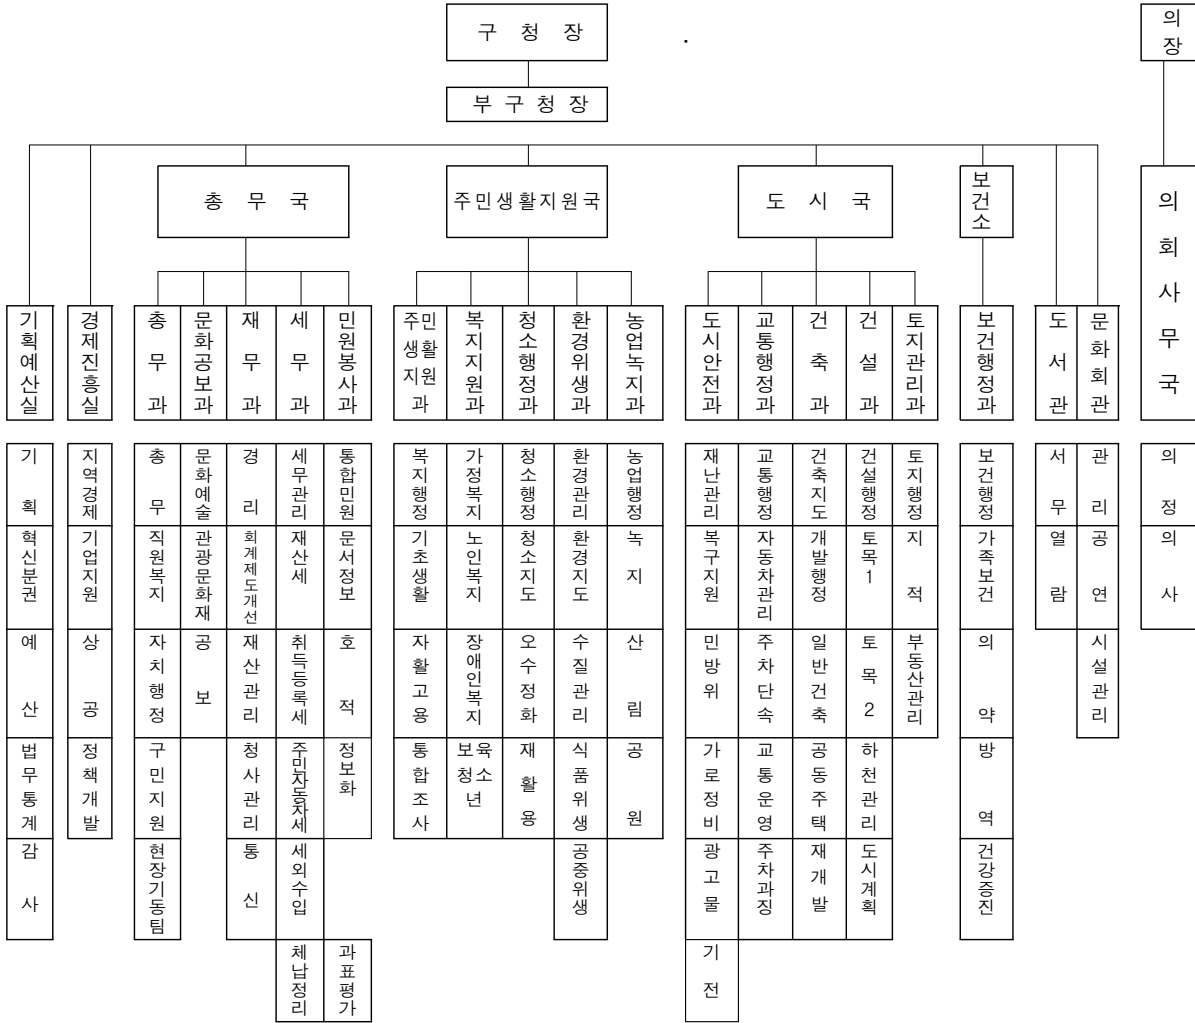 구 청 장
의장
부 구 청 장
총 무 국
주민생활지원국
도 시 국
보건소
의회사무국
기획예산실
경제진흥실
총무과
문화공보과
재무과
세무과
민원봉사과
주민생활지원과
복지지원과
청소행정과
환경위생과
농업녹지과
도시안전과
교통행정과
건축과
건설과
토지관리과
보건행정과
도서관
문화회관
기획
지역경제
총무
문화예술
경리
세무관리
통합민원
복지행정
가정복지
청소행정
환경관리
농업행정
재난관리
교통행정
건축지도
건설행정
토지행정
보건행정
서무
관리
의정
혁신분권
기업지원
직원복지
관광문화재
회계제도개선
재산세
문서정보
기초생활
노인복지
청소지도
환경지도
녹지
복구지원
자동차관리
개발행정
토목1
지적
가족보건
열람
공연
의사
예산
상공
자치행정
공보
재산관리
취득등록세
호적
자활고용
장애인복지
오수정화
수질관리
산림
민방위
주차단속
일반건축
토목2
부동산관리
의약
시설관리
법무통계
정책개발
구민지원
청사관리
주민자동차세
정보화
통합조사
보육청소년
재활용
식품위생
공원
가로정비
교통운영
공동주택
하천관리
방역
감사
현장기동팀
통신
세외수입
공중위생
광고물
주차과징
재개발
도시계획
건강증진
체납정리
과표평가
기전